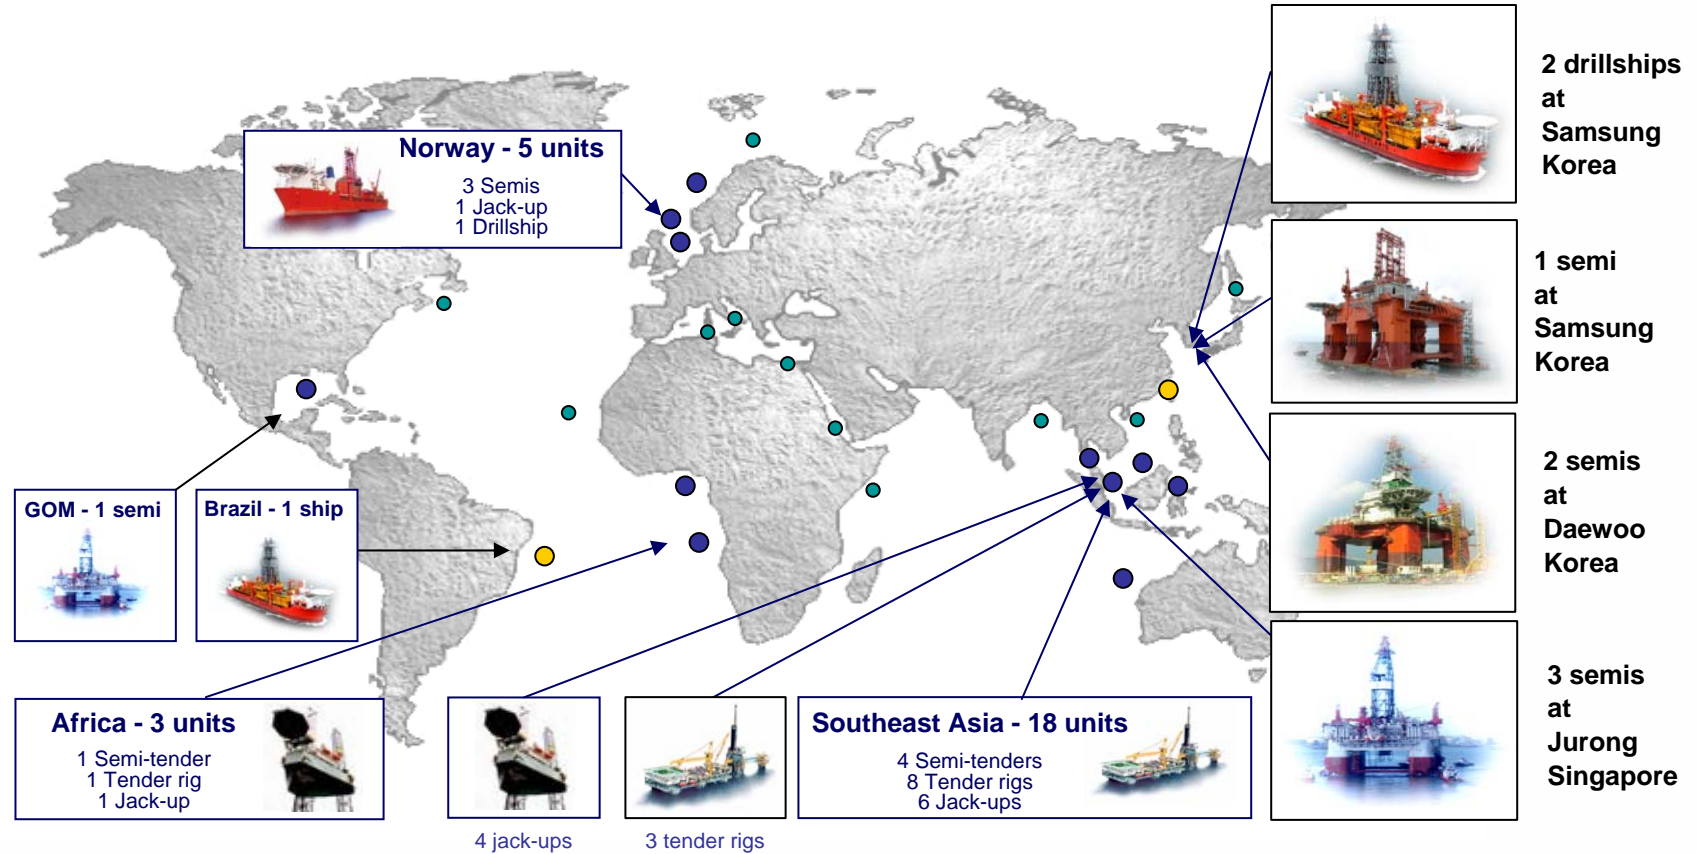 Norway - 5 units
3 Semis
1 Jack-up
1 Drillship
GOM - 1 semi
Brazil - 1 ship
Africa - 3 units
1 Semi-tender
1 Tender rig
1 Jack-up
4 jack-ups
3 tender rigs
Southeast Asia - 18 units
4 Semi-tenders
8 Tender rigs
6 Jack-ups
2 drillships
at
Samsung
Korea
1 semi
at
Samsung
Korea
2 semis
at
Daewoo
Korea
3 semis
at
Jurong
Singapore